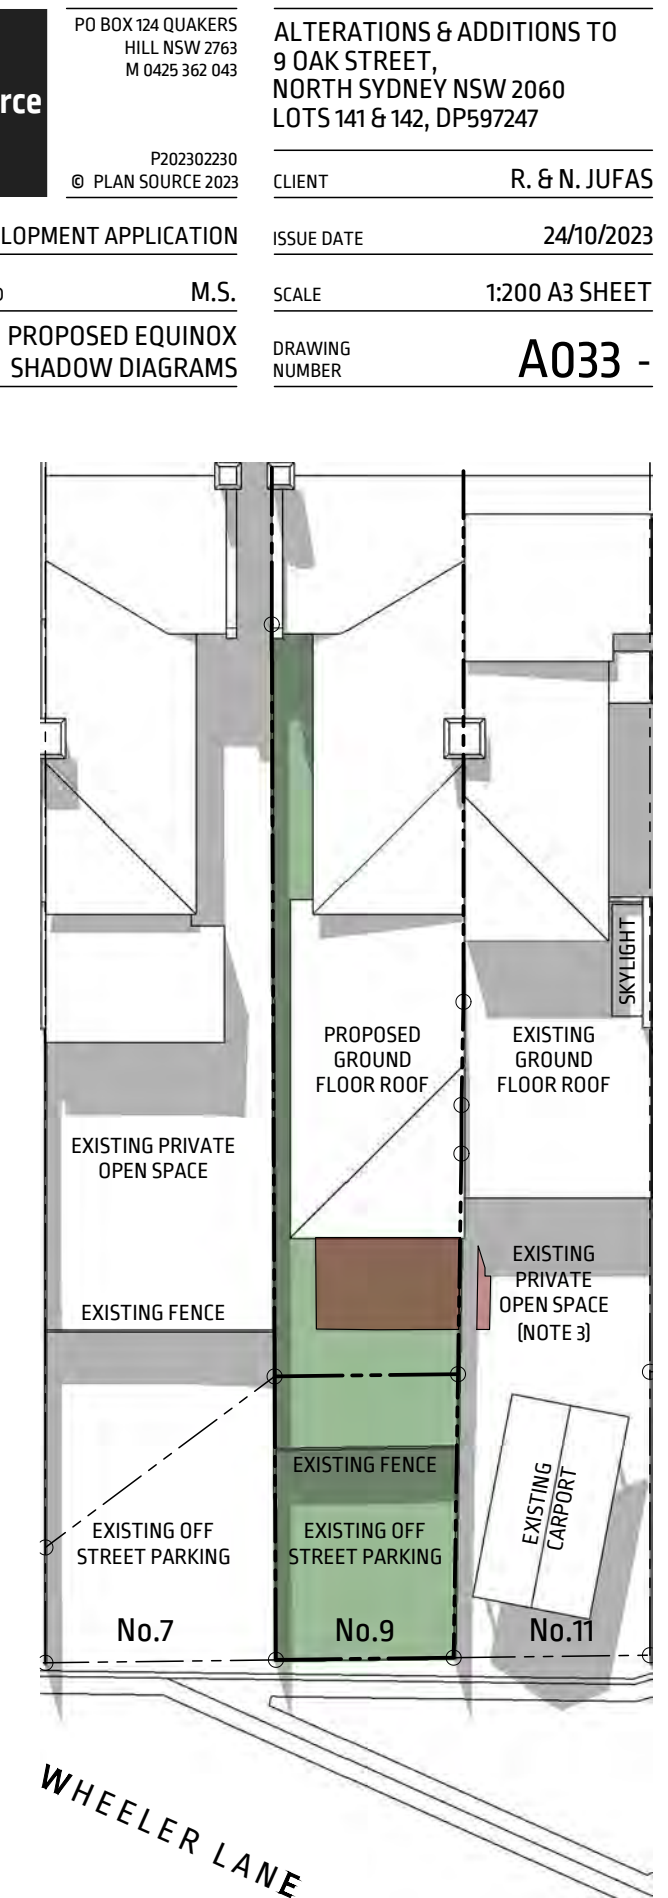 PO BOX 124 QUAKERS
HILL NSW 2763
M 0425 362 043
rce
P202302230
© PLAN SOURCE 2023
ALTERATIONS & ADDITIONS TO
9 OAK STREET,
NORTH SYDNEY NSW 2060
LOTS 141 & 142, DP597247
CLIENT R. & N. JUFAS
LOPMENT APPLICATION
ISSUE DATE 24/10/2023
M.S.
SCALE 1:200 A3 SHEET
PROPOSED EQUINOX
SHADOW DIAGRAMS
DRAWING
NUMBER
A033 -
SKYLIGHT
PROPOSED
GROUND
FLOOR ROOF
EXISTING
GROUND
FLOOR ROOF
EXISTING PRIVATE
OPEN SPACE
EXISTING
PRIVATE
OPEN SPACE
(NOTE 3)
EXISTING FENCE
EXISTING FENCE
EXISTING
CARPORT
EXISTING OFF
STREET PARKING
EXISTING OFF
STREET PARKING
No.7
No.9
No.11
WHEELER LANE